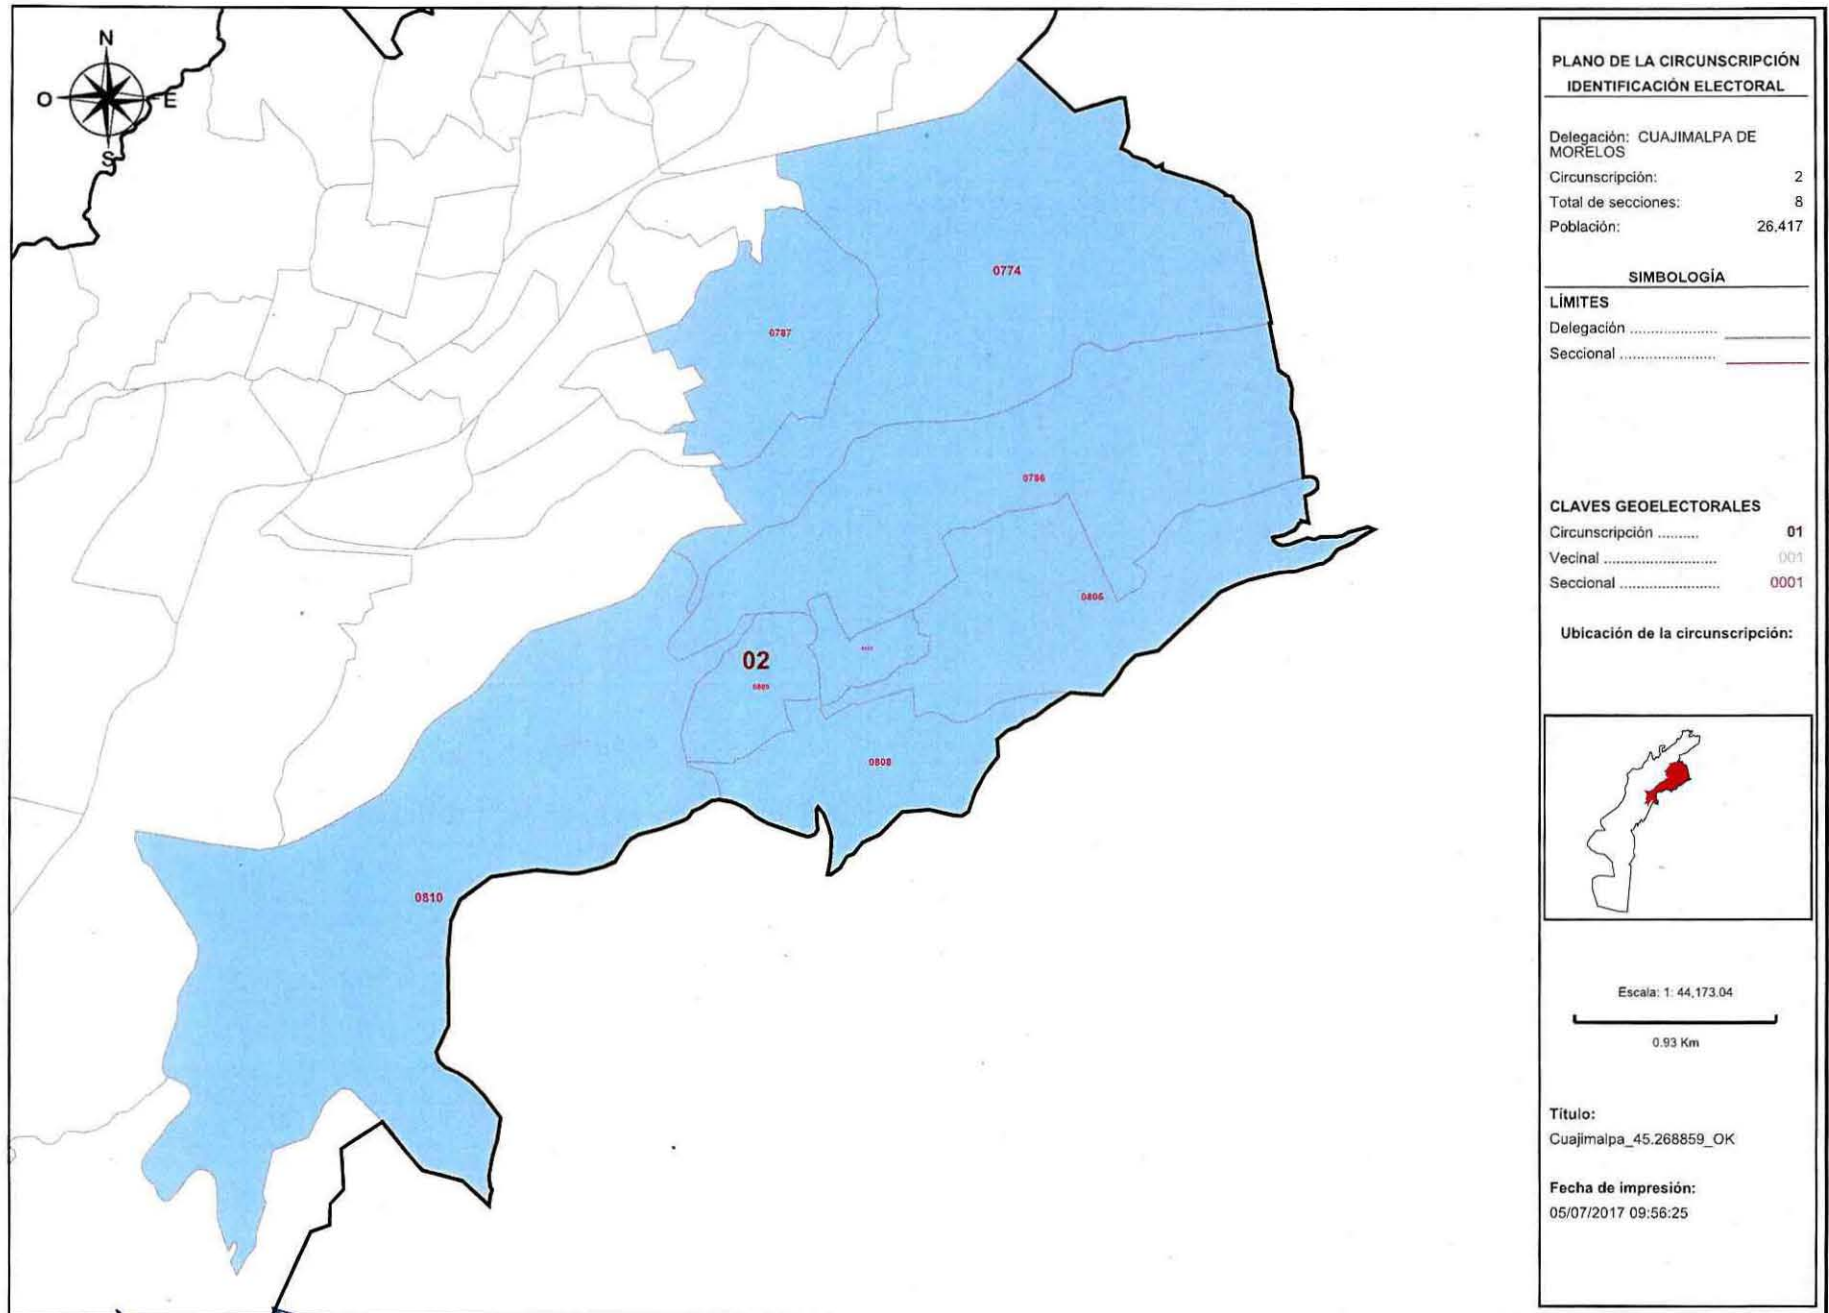 N
O
E
S
0774
0787
0786
0806
02
0809
0808
0810
PLANO DE LA CIRCUNSCRIPCIÓN
IDENTIFICACIÓN ELECTORAL
Delegación: CUAJIMALPA DE
MORELOS
Circunscripción: 2
Total de secciones: 8
Población: 26,417
SIMBOLOGÍA
LÍMITES
Delegación ....................
Seccional ......................
CLAVES GEOELECTORALES
Circunscripción .......... 01
Vecinal .......................... 001
Seccional ...................... 0001
Ubicación de la circunscripción:
Escala: 1: 44,173.04
0.93 Km
Título:
Cuajimalpa_45.268859_OK
Fecha de impresión:
05/07/2017 09:56:25